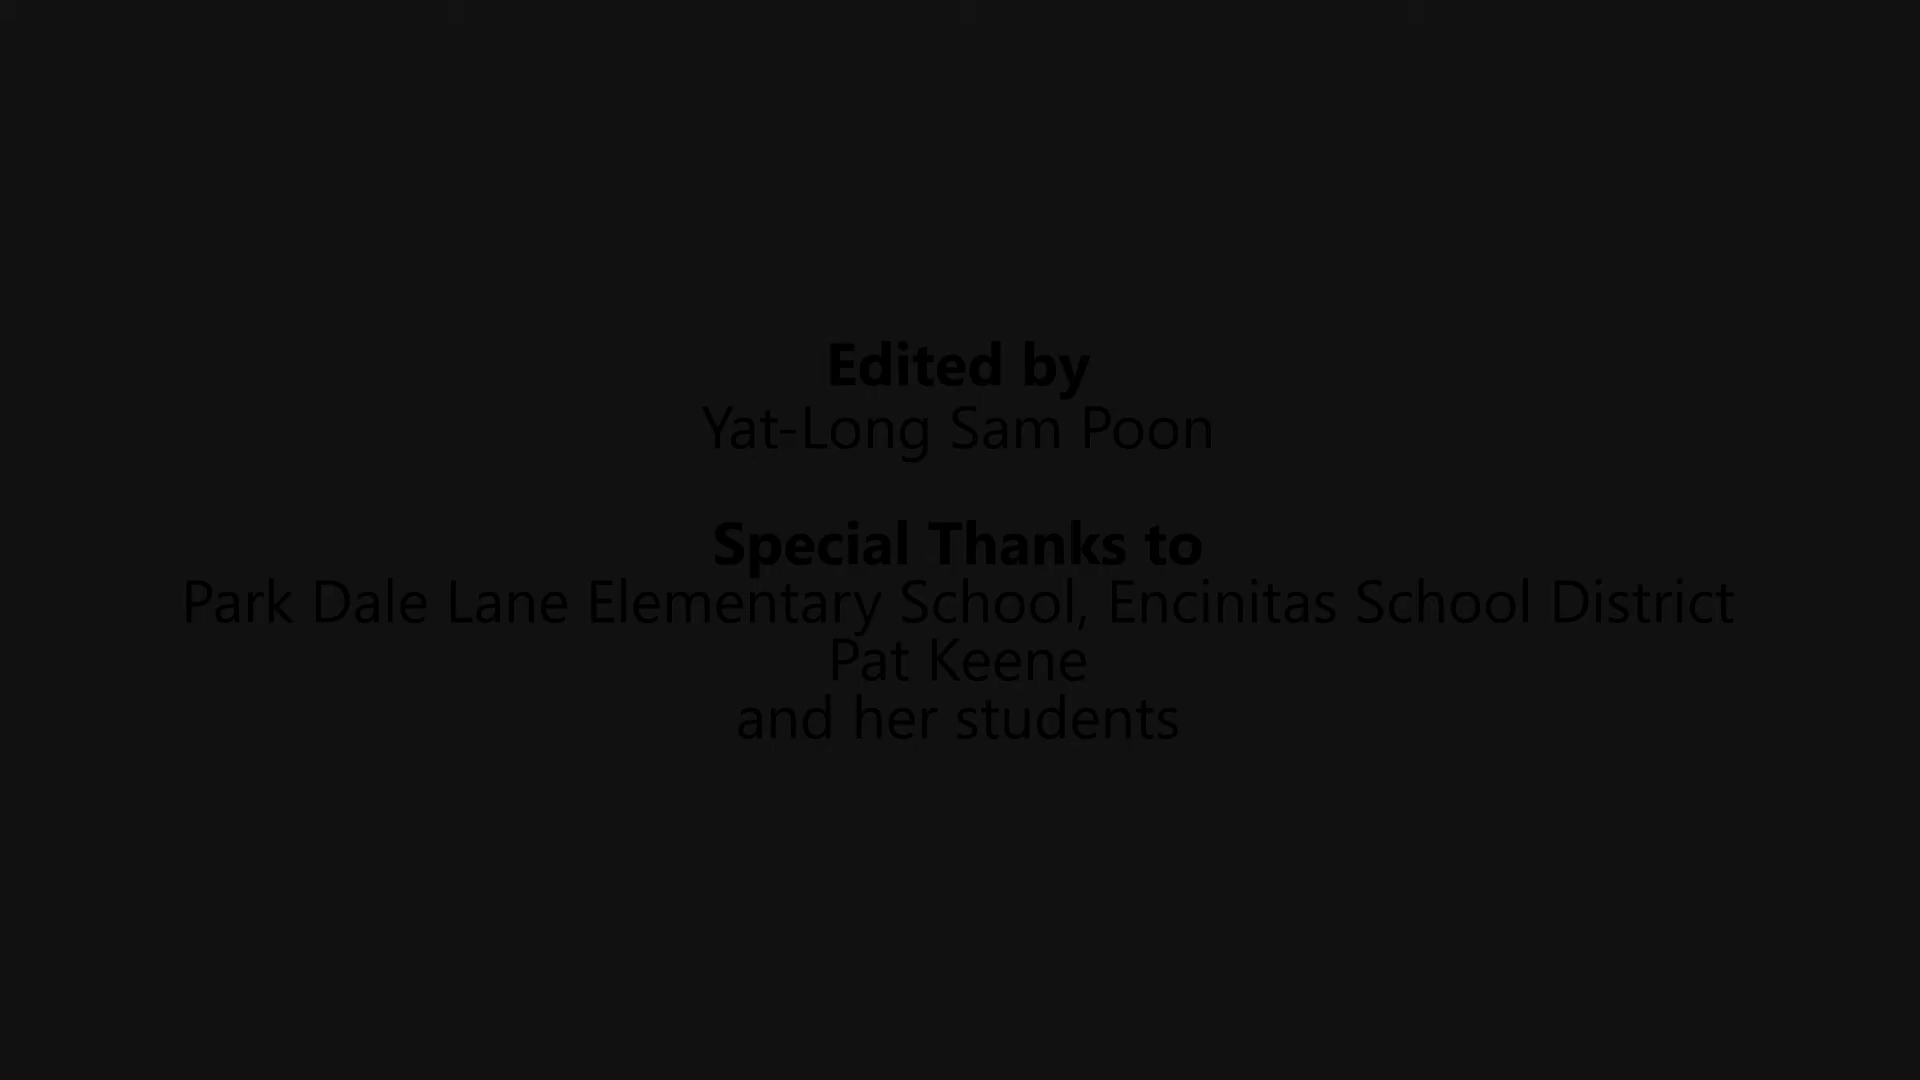 Edited by
Yat-Long Sam Poon
Special Thanks to
Park Dale Lane Elementary School, Encinitas School District
Pat Keene
and her students